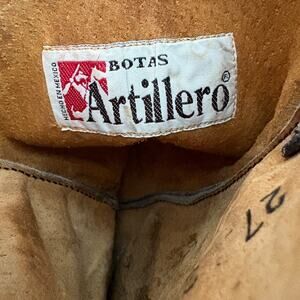 BOTAS
HECHO EN MEXICO
Artillero®
27